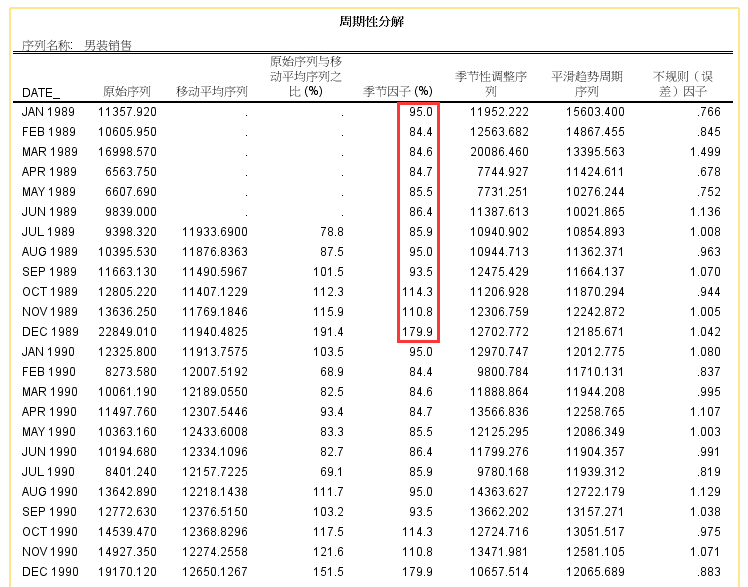 周期性分解
序列名称: 男装销售
DATE_ 原始序列 移动平均序列 原始序列与移动平均序列之比 (%) 季节因子 (%) 季节性调整序列 平滑趋势周期序列 不规则（误差）因子
JAN 1989 11357.920 . . 95.0 11952.222 15603.400 .766
FEB 1989 10605.950 . . 84.4 12563.682 14867.455 .845
MAR 1989 16998.570 . . 84.6 20086.460 13395.563 1.499
APR 1989 6563.750 . . 84.7 7744.927 11424.611 .678
MAY 1989 6607.690 . . 85.5 7731.251 10276.244 .752
JUN 1989 9839.000 . . 86.4 11387.613 10021.865 1.136
JUL 1989 9398.320 11933.6900 78.8 85.9 10940.902 10854.893 1.008
AUG 1989 10395.530 11876.8363 87.5 95.0 10944.713 11362.371 .963
SEP 1989 11663.130 11490.5967 101.5 93.5 12475.429 11664.137 1.070
OCT 1989 12805.220 11407.1229 112.3 114.3 11206.928 11870.294 .944
NOV 1989 13636.250 11769.1846 115.9 110.8 12306.759 12242.872 1.005
DEC 1989 22849.010 11940.4825 191.4 179.9 12702.772 12185.671 1.042
JAN 1990 12325.800 11913.7575 103.5 95.0 12970.747 12012.775 1.080
FEB 1990 8273.580 12007.5192 68.9 84.4 9800.784 11710.131 .837
MAR 1990 10061.190 12189.0550 82.5 84.6 11888.864 11944.208 .995
APR 1990 11497.760 12307.5446 93.4 84.7 13566.836 12258.765 1.107
MAY 1990 10363.160 12433.6008 83.3 85.5 12125.295 12086.349 1.003
JUN 1990 10194.680 12334.1096 82.7 86.4 11799.276 11904.357 .991
JUL 1990 8401.240 12157.7225 69.1 85.9 9780.168 11939.312 .819
AUG 1990 13642.890 12218.1438 111.7 95.0 14363.627 12722.179 1.129
SEP 1990 12772.630 12376.5150 103.2 93.5 13662.202 13157.271 1.038
OCT 1990 14539.470 12368.8296 117.5 114.3 12724.716 13051.517 .975
NOV 1990 14927.350 12274.2558 121.6 110.8 13471.981 12581.105 1.071
DEC 1990 19170.120 12650.1267 151.5 179.9 10657.514 12065.689 .883